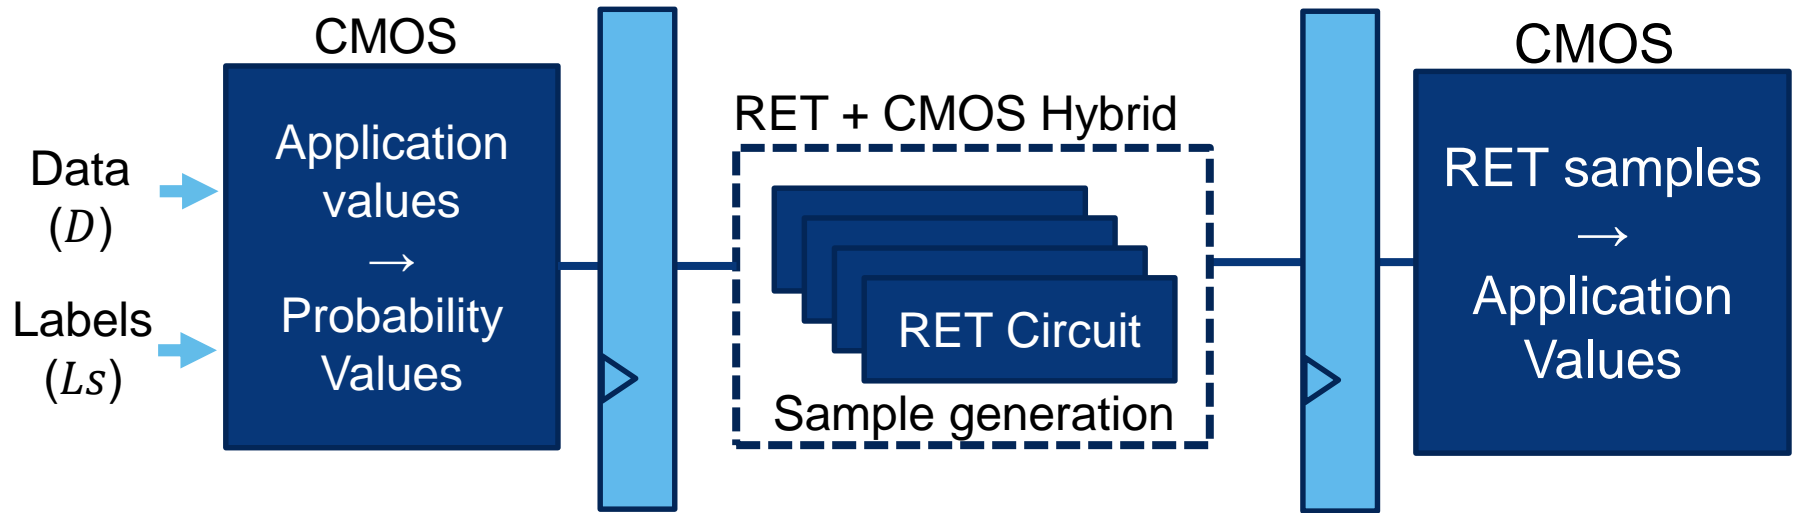 CMOS
Data
(D)
Labels
(Ls)
Application
values
→
Probability
Values
RET + CMOS Hybrid
RET Circuit
Sample generation
CMOS
RET samples
→
Application
Values